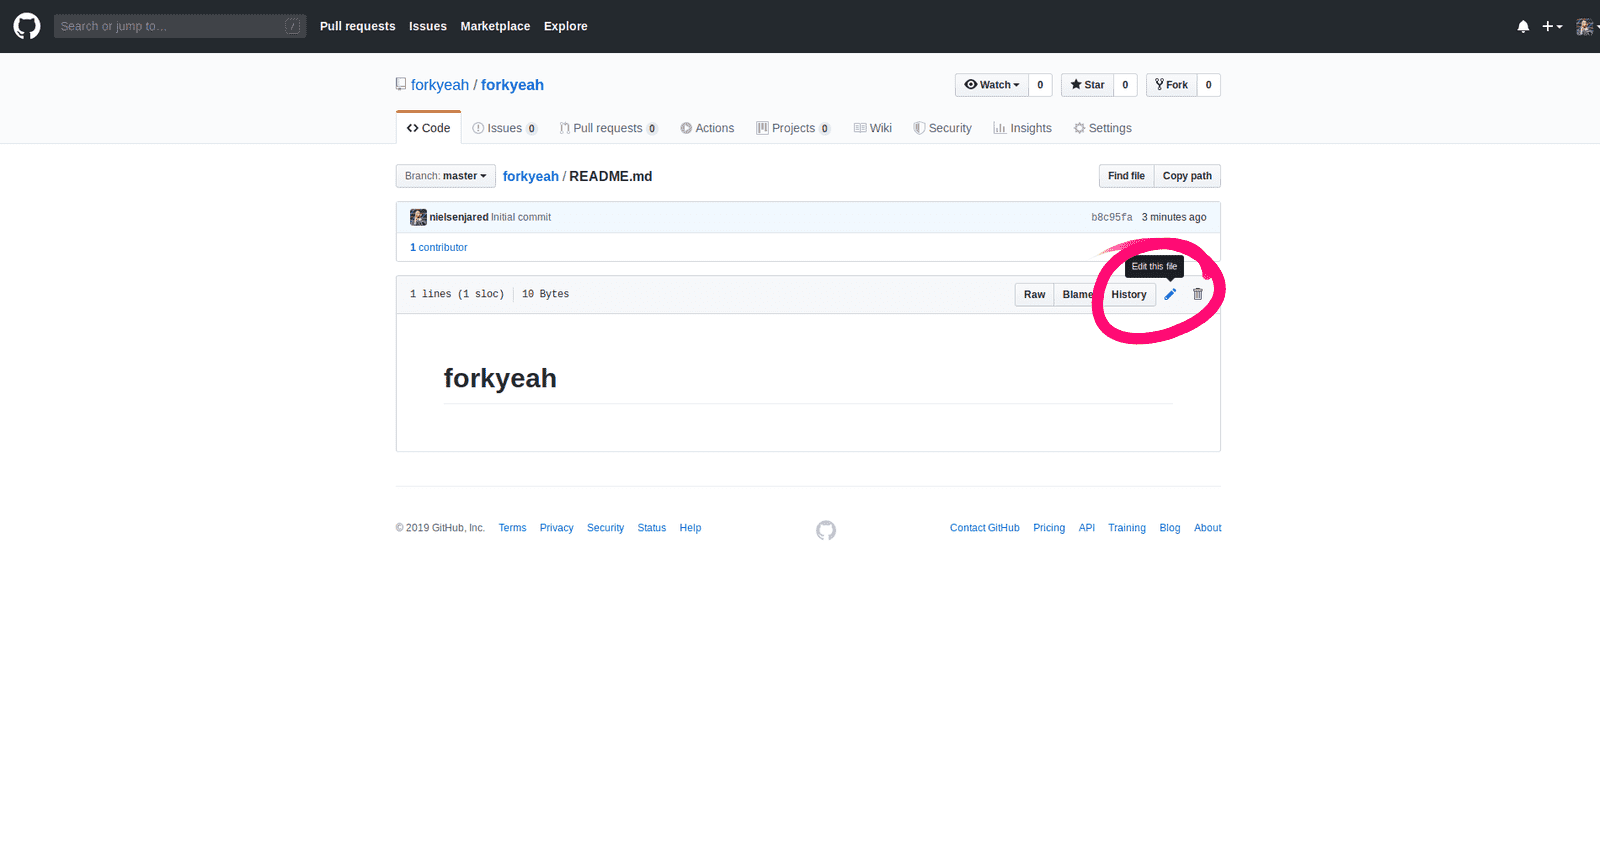 Search or jump to… / Pull requests Issues Marketplace Explore
forkyeah / forkyeah Watch 0 Star 0 Fork 0
Code Issues 0 Pull requests 0 Actions Projects 0 Wiki Security Insights Settings
Branch: master forkyeah / README.md Find file Copy path
nielsenjared Initial commit b8c95fa 3 minutes ago
1 contributor
Edit this file
1 lines (1 sloc) 10 Bytes Raw Blame History
forkyeah
© 2019 GitHub, Inc. Terms Privacy Security Status Help Contact GitHub Pricing API Training Blog About